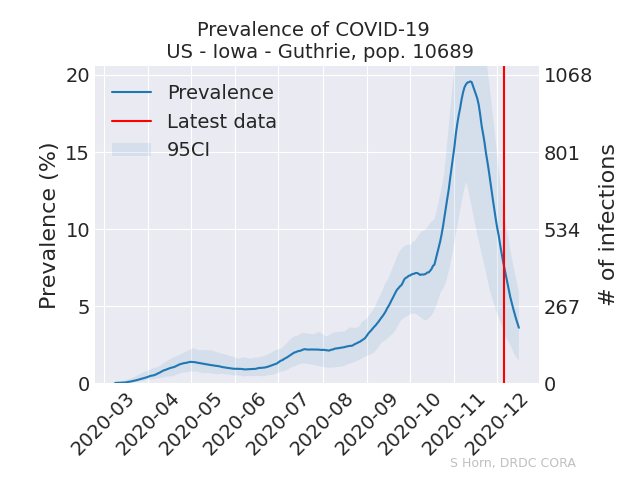 Prevalence of COVID-19
US - Iowa - Guthrie, pop. 10689
Prevalence
Latest data
95CI
Prevalence (%)
20
15
10
5
0
1068
801
534
267
0
# of infections
2020-03
2020-04
2020-05
2020-06
2020-07
2020-08
2020-09
2020-10
2020-11
2020-12
S Horn, DRDC CORA